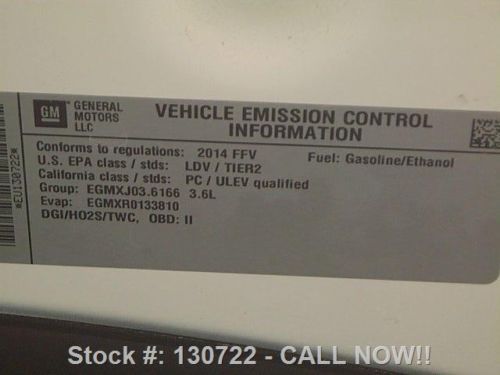 *EU130722*
GM
GENERAL
MOTORS
LLC
VEHICLE EMISSION CONTROL
INFORMATION
Conforms to regulations: 2014 FFV Fuel: Gasoline/Ethanol
U.S. EPA class / stds: LDV / TIER2
California class / stds: PC / ULEV qualified
Group: EGMXJ03.6166 3.6L
Evap: EGMXR0133810
DGI/HO2S/TWC, OBD: II
Stock #: 130722 - CALL NOW!!